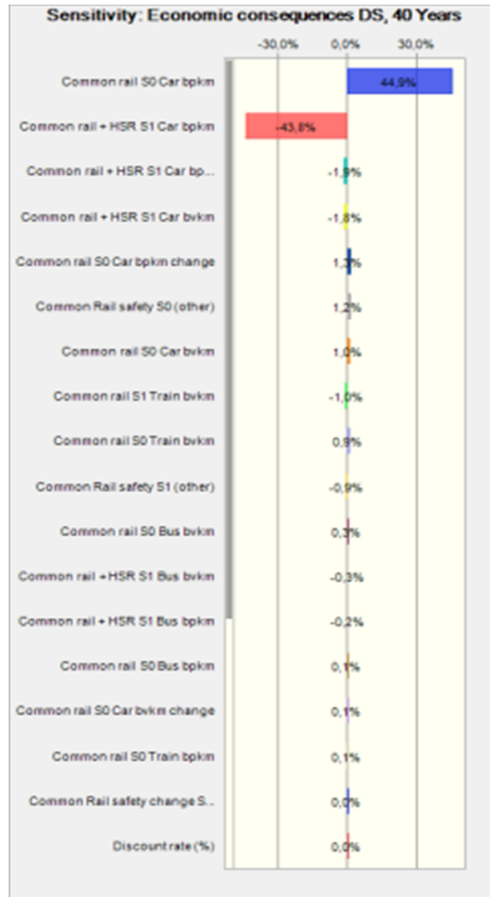 Sensitivity: Economic consequences DS, 40 Years
-30,0% 0,0% 30,0%
Common rail S0 Car bpkm 44,9%
Common rail + HSR S1 Car bpkm -43,8%
Common rail + HSR S1 Car bp... -1,9%
Common rail + HSR S1 Car bvkm -1,8%
Common rail S0 Car bpkm change 1,3%
Common Rail safety S0 (other) 1,2%
Common rail S0 Car bvkm 1,0%
Common rail S1 Train bvkm -1,0%
Common rail S0 Train bvkm 0,9%
Common Rail safety S1 (other) -0,9%
Common rail S0 Bus bvkm 0,3%
Common rail + HSR S1 Bus bvkm -0,3%
Common rail + HSR S1 Bus bpkm -0,2%
Common rail S0 Bus bpkm 0,1%
Common rail S0 Car bvkm change 0,1%
Common rail S0 Train bpkm 0,1%
Common Rail safety change S... 0,0%
Discount rate (%) 0,0%